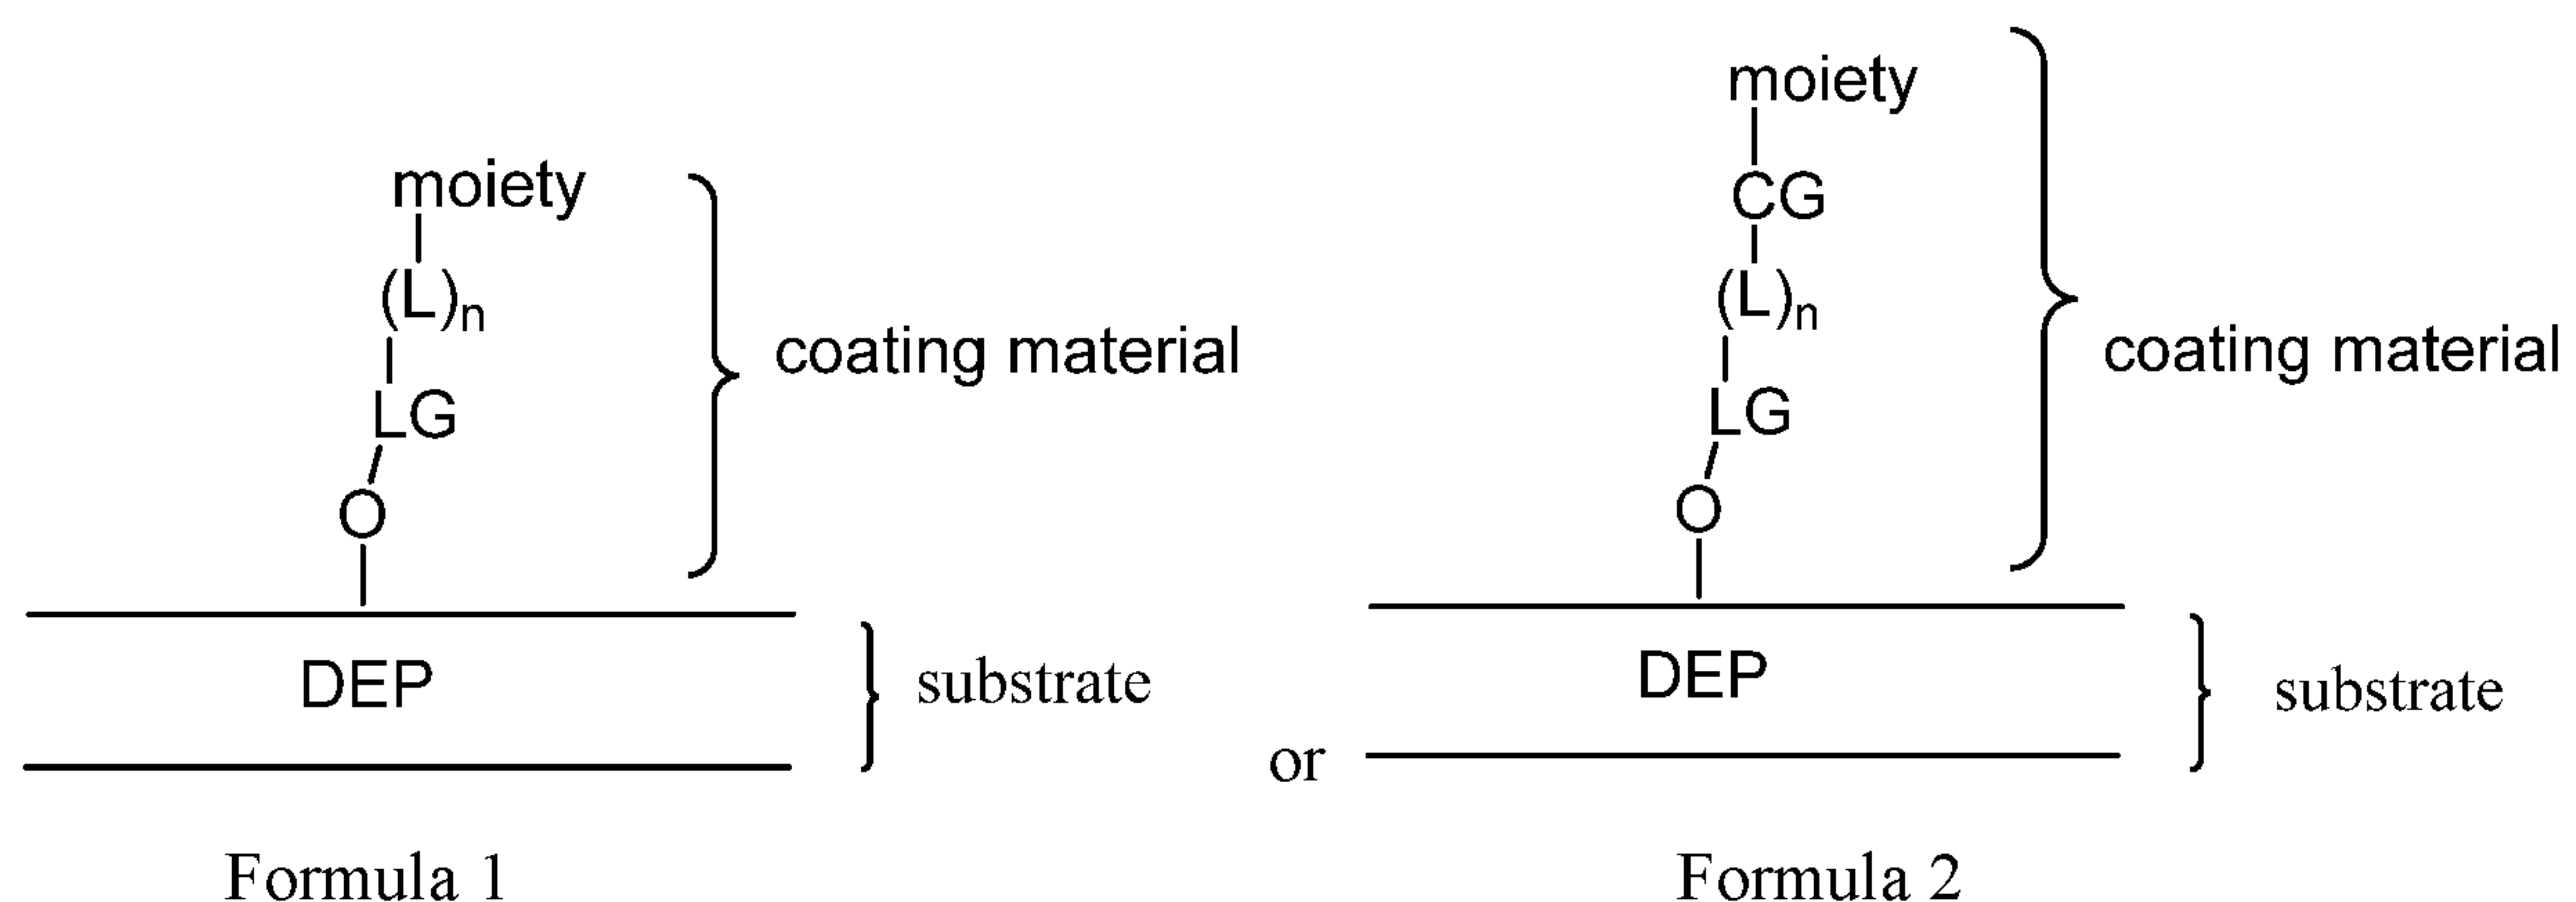 moiety
(L)n
LG
O
coating material
DEP
substrate
Formula 1
or
moiety
CG
(L)n
LG
O
coating material
DEP
substrate
Formula 2